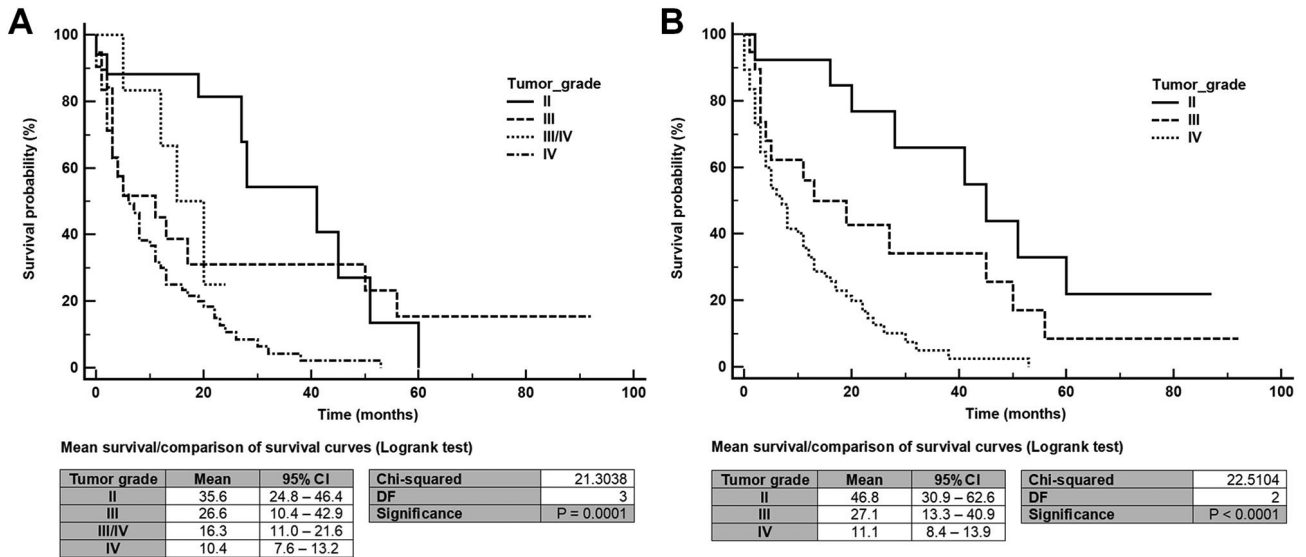 A
Survival probability (%)
100
80
60
40
20
0
Tumor_grade
II
III
III/IV
IV
0 20 40 60 80 100
Time (months)
Mean survival/comparison of survival curves (Logrank test)
Tumor grade Mean 95% CI
II 35.6 24.8 – 46.4
III 26.6 10.4 – 42.9
III/IV 16.3 11.0 – 21.6
IV 10.4 7.6 – 13.2
Chi-squared 21.3038
DF 3
Significance P = 0.0001
B
Survival probability (%)
100
80
60
40
20
0
Tumor_grade
II
III
IV
0 20 40 60 80 100
Time (months)
Mean survival/comparison of survival curves (Logrank test)
Tumor grade Mean 95% CI
II 46.8 30.9 – 62.6
III 27.1 13.3 – 40.9
IV 11.1 8.4 – 13.9
Chi-squared 22.5104
DF 2
Significance P < 0.0001